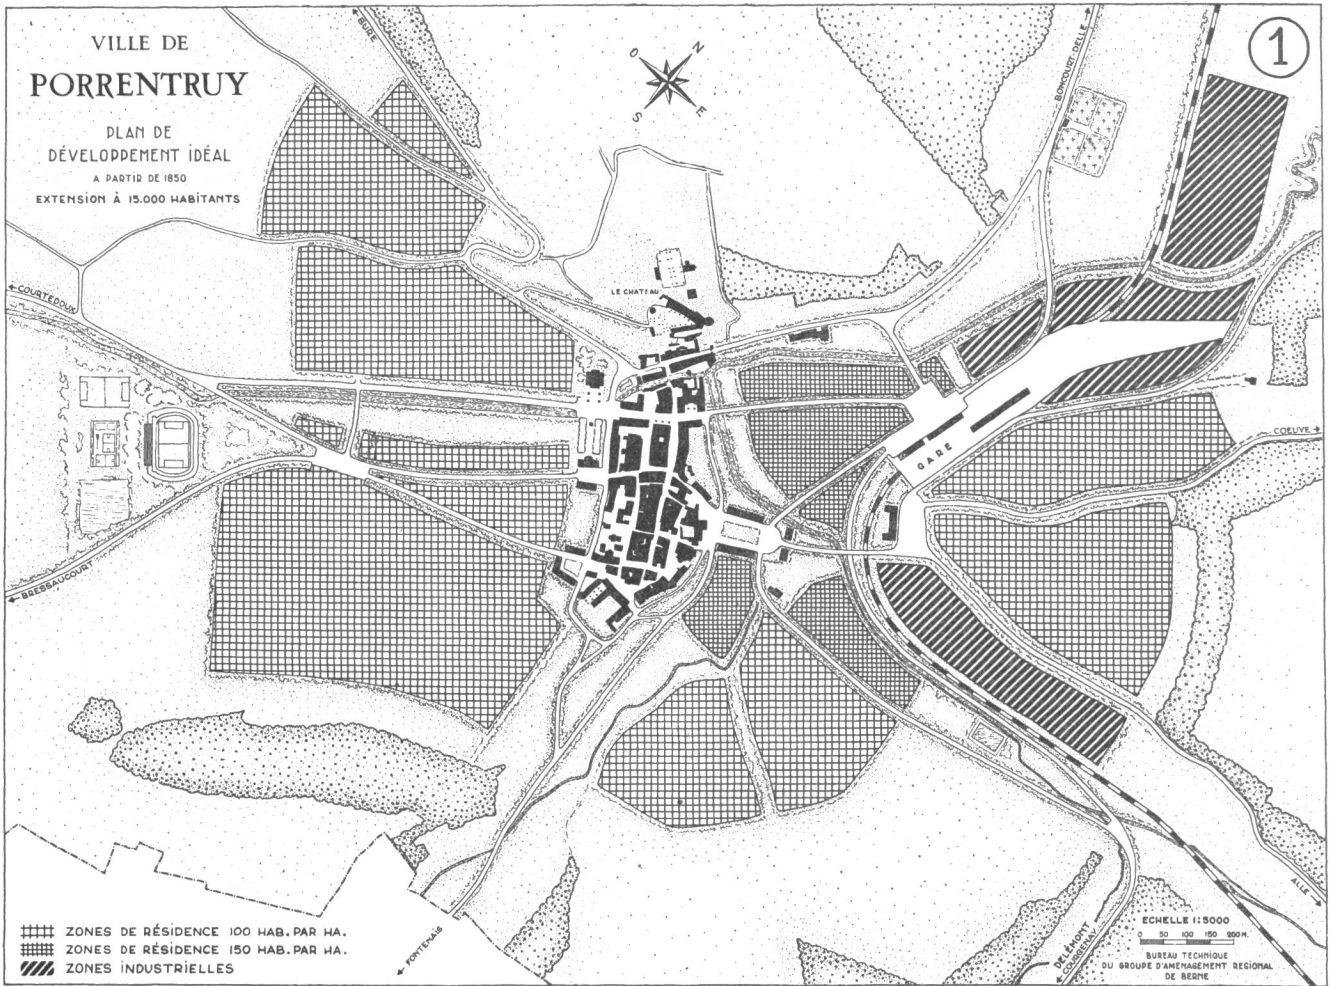 VILLE DE
PORRENTRUY
PLAN DE
DÉVELOPPEMENT IDÉAL
A PARTIR DE 1850
EXTENSION À 15.000 HABITANTS
BURE
O
N
S
E
BONCOURT-DELLE
1
COURTEDOUX
LE CHATEAU
GARE
COEUVE
BRESSAUCOURT
ALLE
FONTENAIS
DELÉMONT
COURGENAY
ZONES DE RÉSIDENCE 100 HAB. PAR HA.
ZONES DE RÉSIDENCE 150 HAB. PAR HA.
ZONES INDUSTRIELLES
ECHELLE 1:5000
0 50 100 150 200 M.
BUREAU TECHNIQUE
DU GROUPE D'AMENAGEMENT REGIONAL
DE BERNE